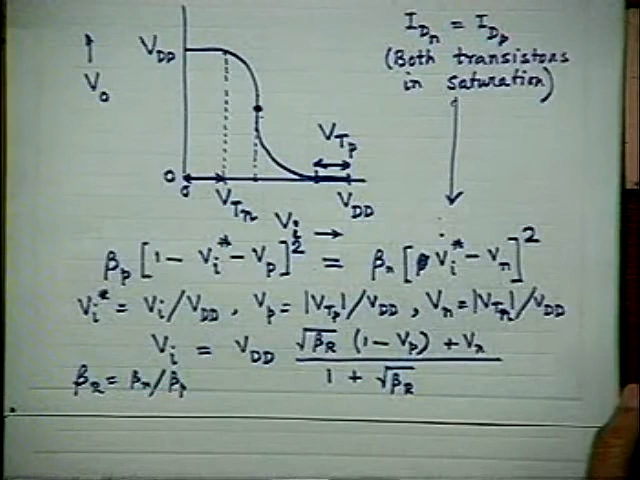 I_Dn = I_Dp
(Both transistors
in saturation)
V_DD
↑
V_o
V_Tp
0
0
V_Tn
V_i →
V_DD
β_p [1 - V_i* - V_p]² = β_n [V_i* - V_n]²
V_i* = V_i/V_DD , V_p = |V_Tp|/V_DD , V_n = |V_Tn|/V_DD
V_i = V_DD (√β_R (1 - V_p) + V_n) / (1 + √β_R)
β_R = β_n/β_p